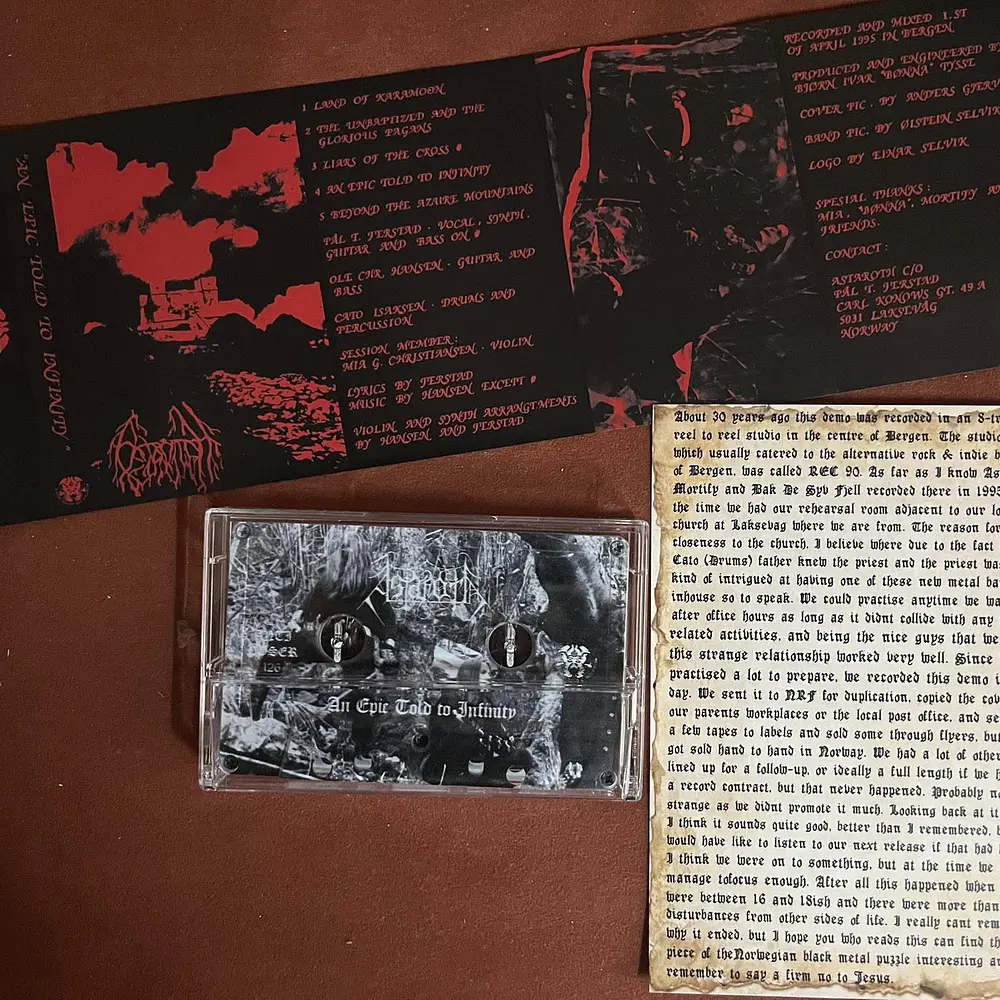 "AN EPIC TOLD TO INFINITY"
1 LAND OF KARAMOON
2 THE UNBAPTIZED AND THE
GLORIOUS PAGANS
3 LIARS OF THE CROSS #
4 AN EPIC TOLD TO INFINITY
5 BEYOND THE AZURE MOUNTAINS
PÅL T. JERSTAD · VOCAL, SYNTH,
GUITAR AND BASS ON #
OLE CHR HANSEN · GUITAR AND
BASS
CATO ISAKSEN · DRUMS AND
PERCUSSION
SESSION MEMBER:
MIA G. CHRISTIANSEN · VIOLIN
LYRICS BY JERSTAD
MUSIC BY HANSEN EXCEPT #
VIOLIN AND SYNTH ARRANGTMENTS
BY HANSEN AND JERSTAD
RECORDED AND MIXED 1.ST
OF APRIL 1995 IN BERGEN
PRODUCED AND ENGINEERED
BJØRN IVAR "BØNNA" TYSSE
COVER PIC. BY ANDERS
BAND PIC. BY ØISTEIN SELVIK
LOGO BY EINAR SELVIK
SPESIAL THANKS:
MIA, "BØNNA", MORTIFY
FRIENDS.
CONTACT:
ASTAROTH C/O
PÅL T. JERSTAD
CARL KONOWS GT. 49 A
5031 LAKSEVÅG
NORWAY
126
An Epic Told to Infinity
About 30 years ago this demo was recorded in an
reel to reel studio in the centre of Bergen. The
which usually catered to the alternative rock & indie
of Bergen, was called REC 90. As far as I know
Mortify and Bak De Syv Fjell recorded there in 1995
the time we had our rehearsal room adjacent to our
church at Laksevag where we are from. The reason
closeness to the church, I believe where due to the fact
Cato (Drums) father knew the priest and the priest
kind of intrigued at having one of these new metal
inhouse so to speak. We could practise anytime we
after office hours as long as it didnt collide with any
related activities, and being the nice guys that
this strange relationship worked very well. Since
practised a lot to prepare, we recorded this demo
day. We sent it to NRF for duplication, copied the
our parents workplaces or the local post office, and
a few tapes to labels and sold some through flyers,
got sold hand to hand in Norway. We had a lot of
lined up for a follow-up, or ideally a full length if we
a record contract, but that never happened. Probably
strange as we didnt promote it much. Looking back at
I think it sounds quite good, better than I remembered,
would have like to listen to our next release if that had
I think we were on to something, but at the time we
manage tofocus enough. After all this happened when
were between 16 and 18ish and there were more than
disturbances from other sides of life. I really cant
why it ended, but I hope you who reads this can find
piece of theNorwegian black metal puzzle interesting
remember to say a firm no to Jesus.